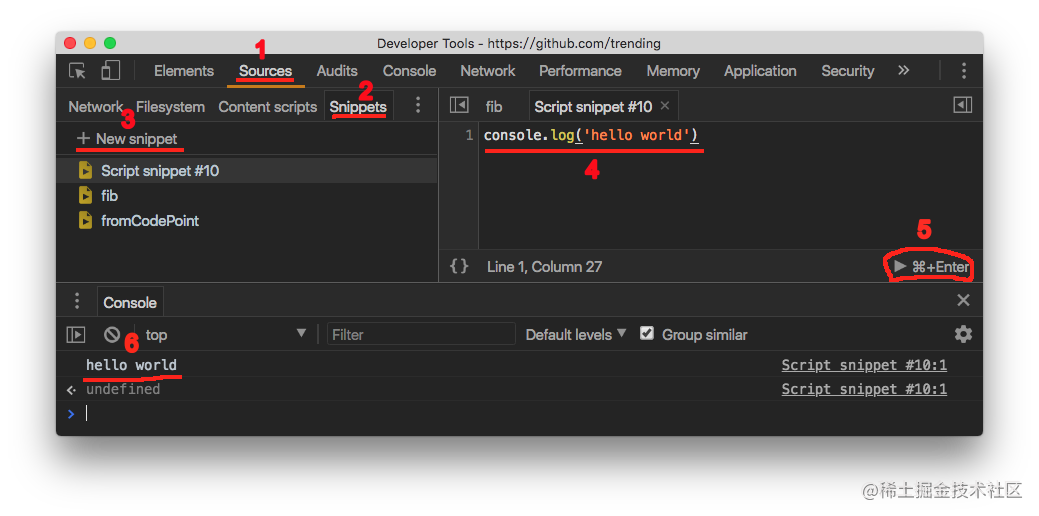 Developer Tools - https://github.com/trending
1
Elements Sources Audits Console Network Performance Memory Application Security »
2
Network Filesystem Content scripts Snippets fib Script snippet #10 ×
3
+ New snippet
1 console.log('hello world')
4
Script snippet #10
fib
fromCodePoint
5
{} Line 1, Column 27 ▶ ⌘+Enter
Console ×
6
top ▼ Filter Default levels ▼ Group similar
hello world Script snippet #10:1
undefined Script snippet #10:1
>
@稀土掘金技术社区